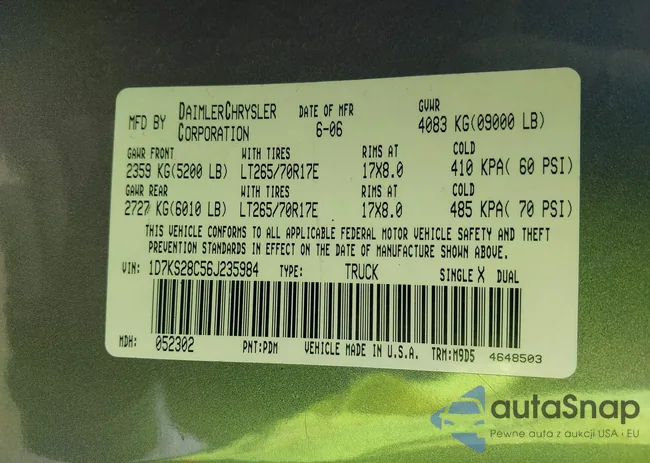 MFD BY DAIMLERCHRYSLER CORPORATION DATE OF MFR 6-06 GVWR 4083 KG(09000 LB)
GAWR FRONT WITH TIRES RIMS AT COLD
2359 KG(5200 LB) LT265/70R17E 17X8.0 410 KPA( 60 PSI)
GAWR REAR WITH TIRES RIMS AT COLD
2727 KG(6010 LB) LT265/70R17E 17X8.0 485 KPA( 70 PSI)
THIS VEHICLE CONFORMS TO ALL APPLICABLE FEDERAL MOTOR VEHICLE SAFETY AND THEFT
PREVENTION STANDARDS IN EFFECT ON THE DATE OF MANUFACTURE SHOWN ABOVE.
VIN: 1D7KS28C56J235984 TYPE: TRUCK SINGLE X DUAL
MDH: 052302 PNT:PDM VEHICLE MADE IN U.S.A. TRM:M9D5 4648503
autaSnap
Pewne auta z aukcji USA i EU